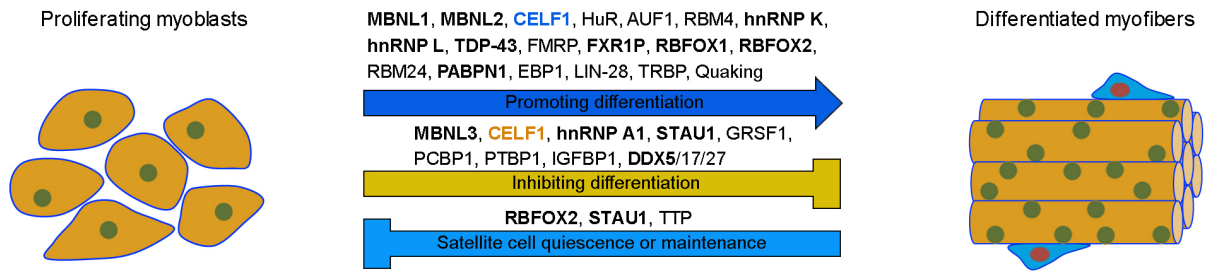 Proliferating myoblasts
MBNL1, MBNL2, CELF1, HuR, AUF1, RBM4, hnRNP K,
hnRNP L, TDP-43, FMRP, FXR1P, RBFOX1, RBFOX2,
RBM24, PABPN1, EBP1, LIN-28, TRBP, Quaking
Promoting differentiation
MBNL3, CELF1, hnRNP A1, STAU1, GRSF1,
PCBP1, PTBP1, IGFBP1, DDX5/17/27
Inhibiting differentiation
RBFOX2, STAU1, TTP
Satellite cell quiescence or maintenance
Differentiated myofibers